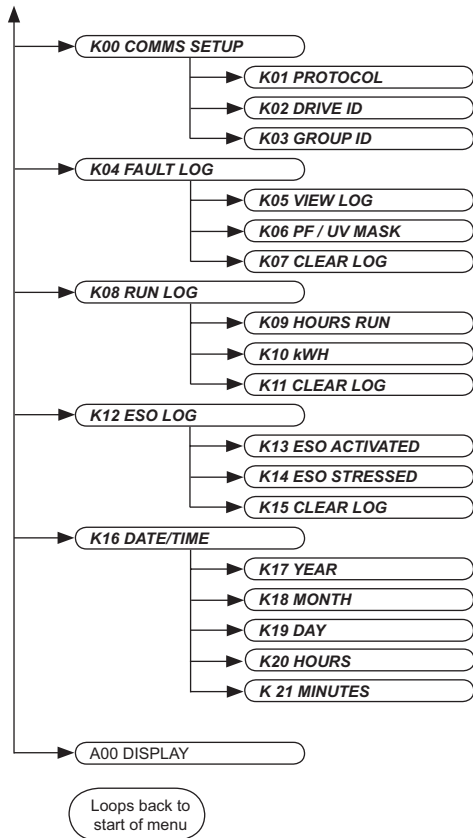 K00 COMMS SETUP
K01 PROTOCOL
K02 DRIVE ID
K03 GROUP ID
K04 FAULT LOG
K05 VIEW LOG
K06 PF / UV MASK
K07 CLEAR LOG
K08 RUN LOG
K09 HOURS RUN
K10 kWH
K11 CLEAR LOG
K12 ESO LOG
K13 ESO ACTIVATED
K14 ESO STRESSED
K15 CLEAR LOG
K16 DATE/TIME
K17 YEAR
K18 MONTH
K19 DAY
K20 HOURS
K 21 MINUTES
A00 DISPLAY
Loops back to
start of menu